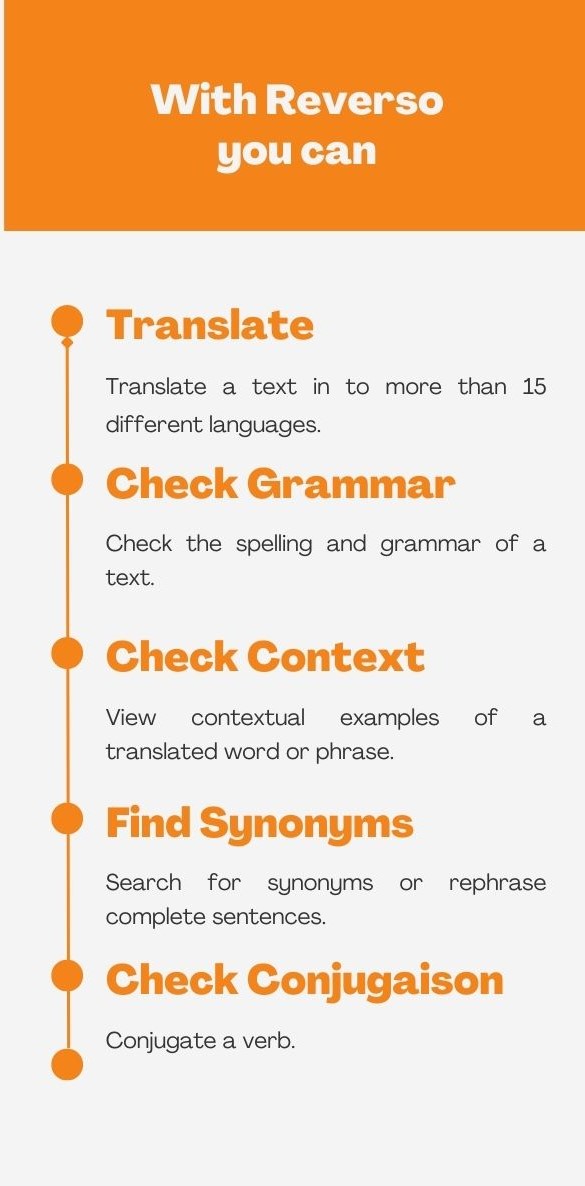 With Reverso
you can
Translate
Translate a text in to more than 15
different languages.
Check Grammar
Check the spelling and grammar of a
text.
Check Context
View contextual examples of a
translated word or phrase.
Find Synonyms
Search for synonyms or rephrase
complete sentences.
Check Conjugaison
Conjugate a verb.